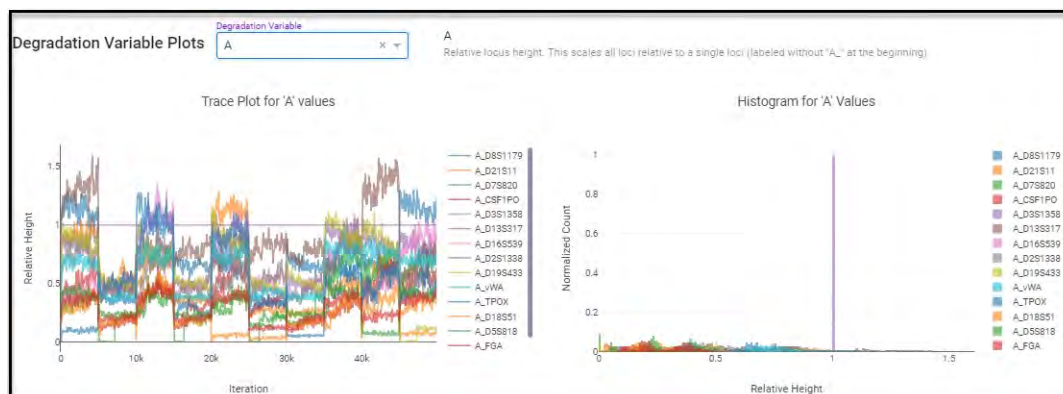 Degradation Variable
Degradation Variable Plots
A
A
Relative locus height. This scales all loci relative to a single loci (labeled without "A_" at the beginning)
Trace Plot for 'A' values
Relative Height
1.5
1
0.5
0
0
10k
20k
30k
40k
Iteration
A_D8S1179
A_D21S11
A_D7S820
A_CSF1PO
A_D3S1358
A_D13S317
A_D16S539
A_D2S1338
A_D19S433
A_vWA
A_TPOX
A_D18S51
A_D5S818
A_FGA
Histogram for 'A' Values
Normalized Count
1
0.8
0.6
0.4
0.2
0
0
0.5
1
1.5
Relative Height
A_D8S1179
A_D21S11
A_D7S820
A_CSF1PO
A_D3S1358
A_D13S317
A_D16S539
A_D2S1338
A_D19S433
A_vWA
A_TPOX
A_D18S51
A_D5S818
A_FGA